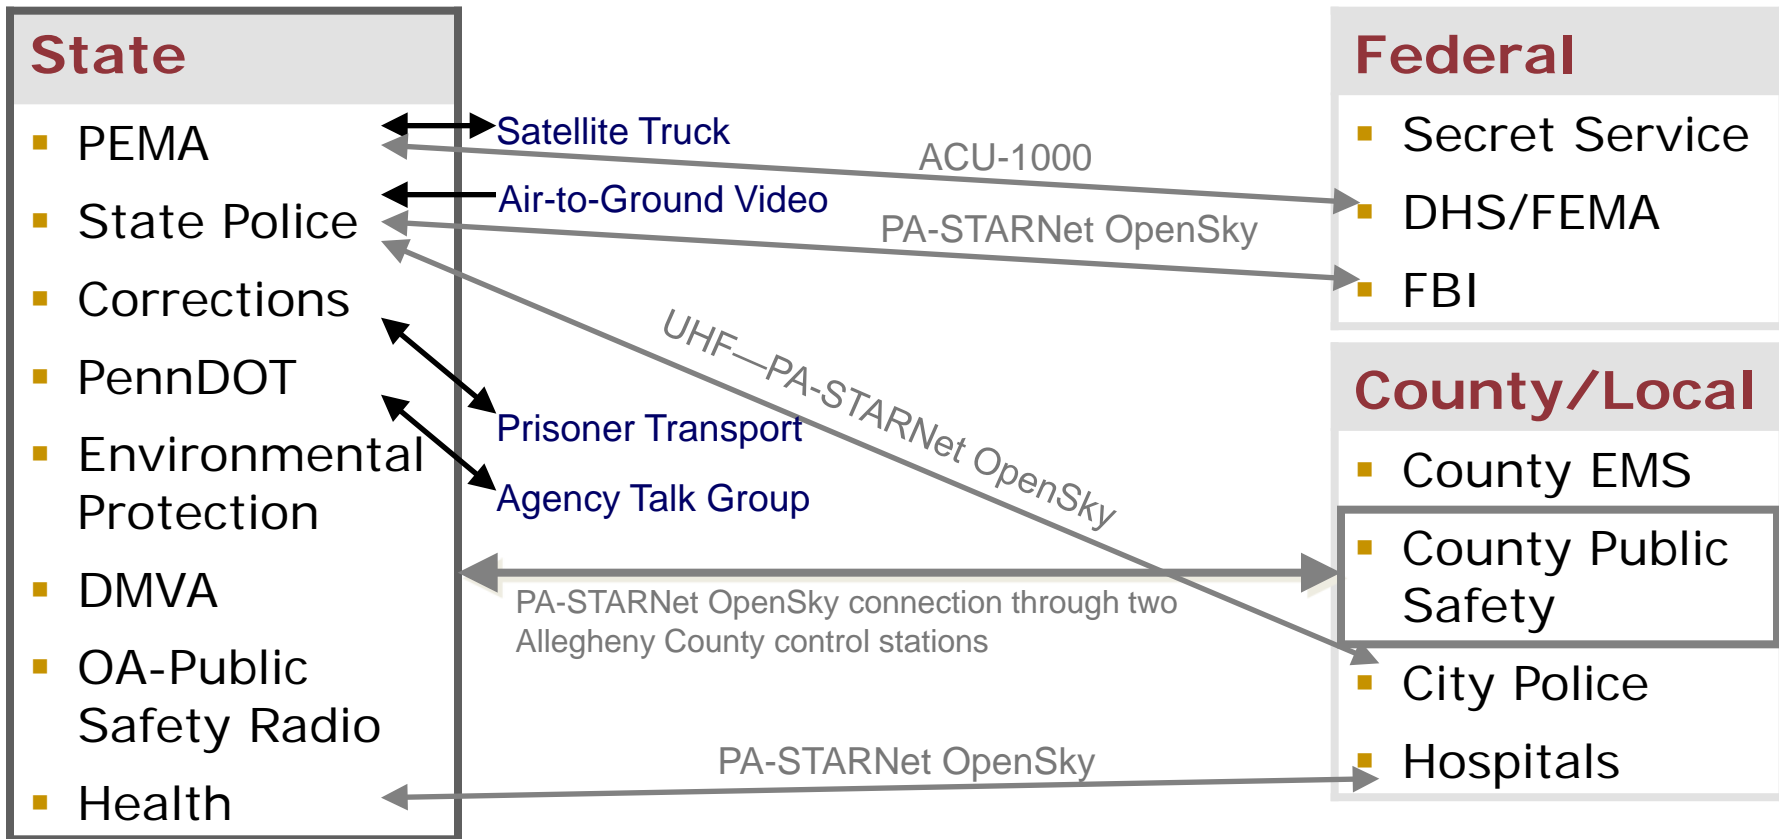 State
PEMA
State Police
Corrections
PennDOT
Environmental
Protection
DMVA
OA-Public
Safety Radio
Health
Satellite Truck
Air-to-Ground Video
Prisoner Transport
Agency Talk Group
ACU-1000
PA-STARNet OpenSky
UHF—PA-STARNet OpenSky
PA-STARNet OpenSky connection through two
Allegheny County control stations
PA-STARNet OpenSky
Federal
Secret Service
DHS/FEMA
FBI
County/Local
County EMS
County Public
Safety
City Police
Hospitals